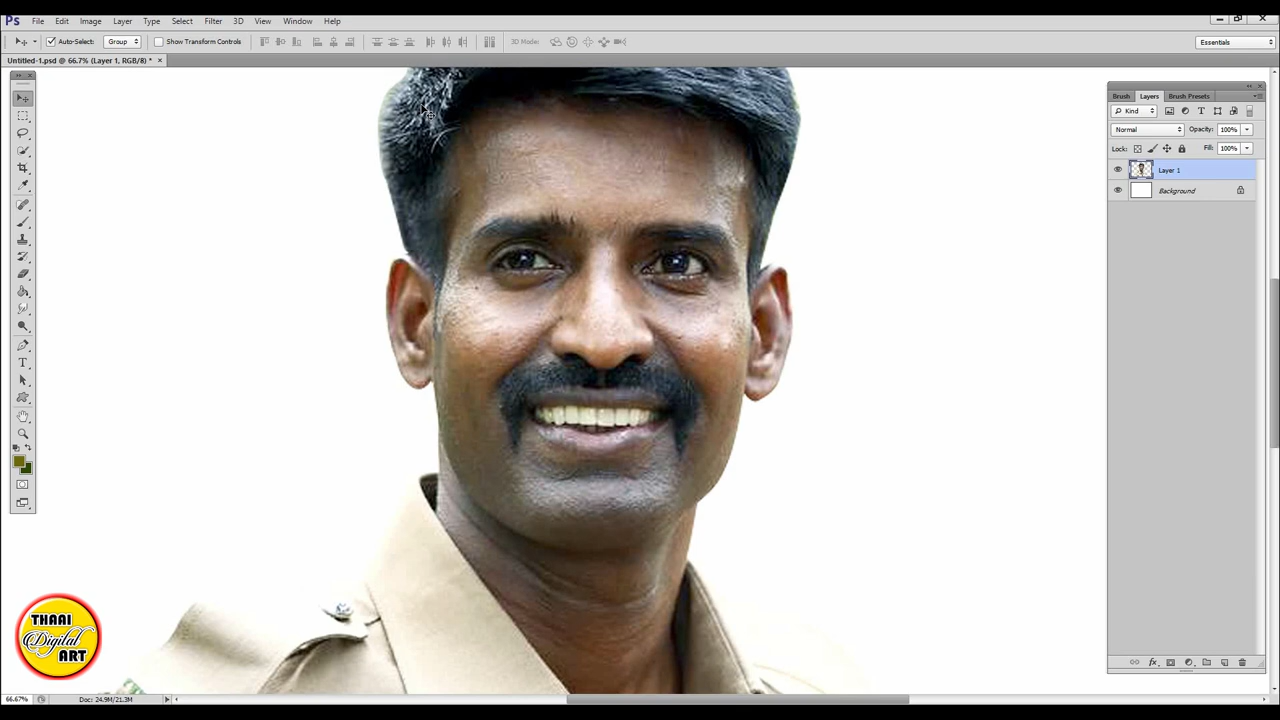 Ps File Edit Image Layer Type Select Filter 3D View Window Help
Auto-Select: Group Show Transform Controls 3D Mode: Essentials
Untitled-1.psd @ 66.7% (Layer 1, RGB/8) * ×
Brush Layers Brush Presets
Kind
Normal Opacity: 100%
Lock: Fill: 100%
Layer 1
Background
THAAI
Digital
ART
66.67% Doc: 24.9M/21.3M